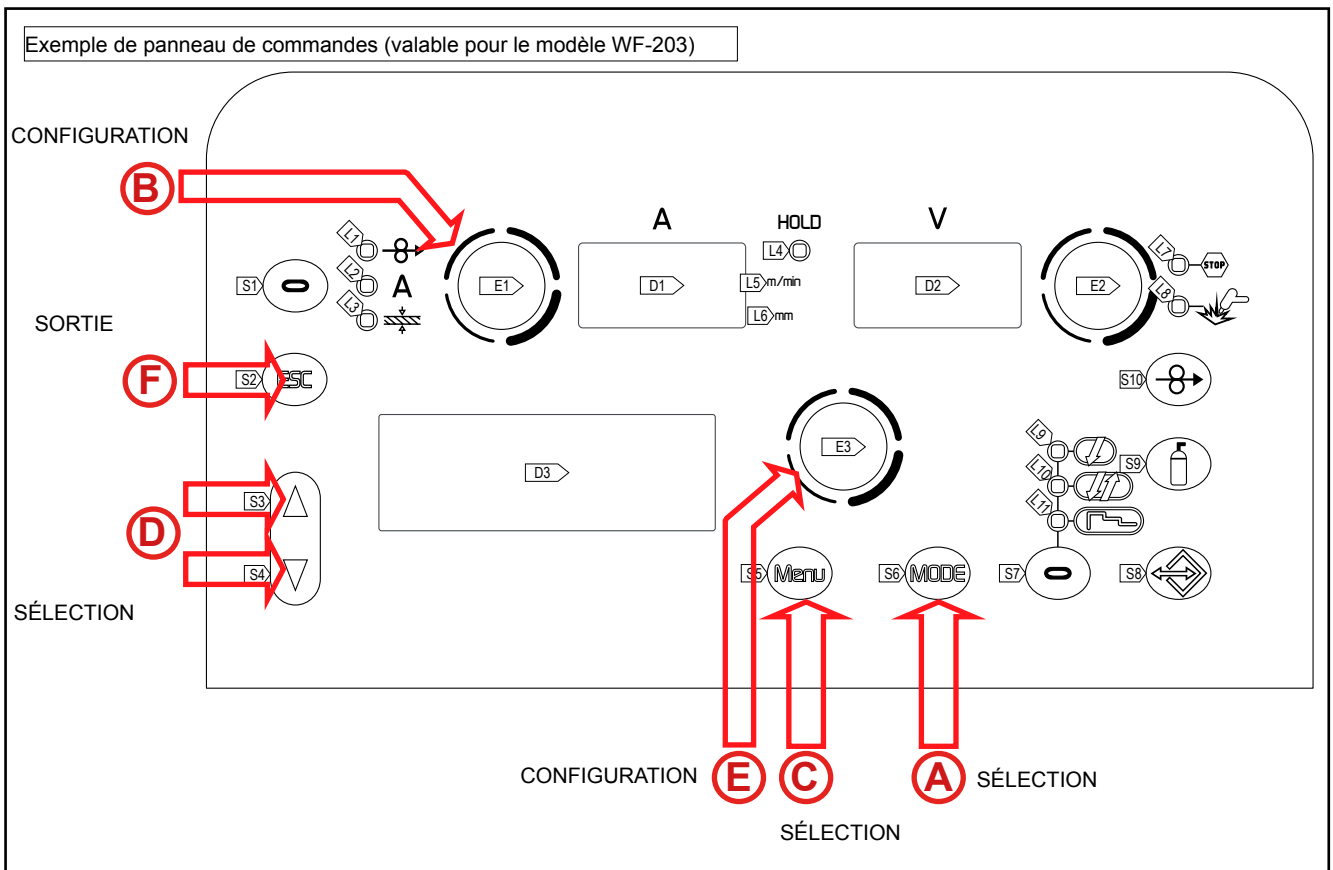 Exemple de panneau de commandes (valable pour le modèle WF-203)
CONFIGURATION
B
A
HOLD
V
L1
L4
L7
STOP
L2
A
S1
E1
D1
L5 m/min
D2
E2
L8
L3
L6 mm
SORTIE
F
S2
ESC
S10
E3
L9
D3
L10
S9
S3
L11
D
S4
S5
Menu
S6
MODE
S7
S8
SÉLECTION
CONFIGURATION
E
C
A
SÉLECTION
SÉLECTION